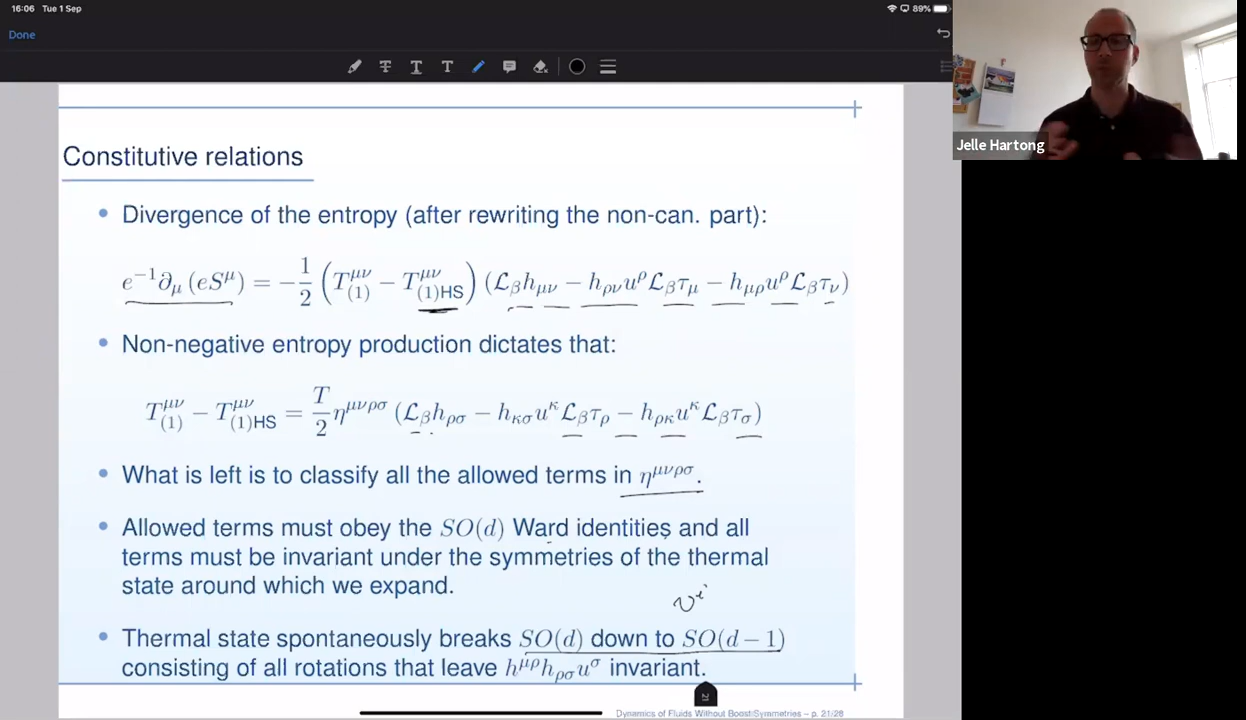 16:06 Tue 1 Sep
89%
Done
Jelle Hartong
Constitutive relations
• Divergence of the entropy (after rewriting the non-can. part):
e⁻¹∂_μ (eS^μ) = −1/2 (T^{μν}_{(1)} − T^{μν}_{(1)HS}) (ℒ_β h_{μν} − h_{ρν}u^ρ ℒ_β τ_μ − h_{μρ}u^ρ ℒ_β τ_ν)
• Non-negative entropy production dictates that:
T^{μν}_{(1)} − T^{μν}_{(1)HS} = T/2 η^{μνρσ} (ℒ_β h_{ρσ} − h_{κσ}u^κ ℒ_β τ_ρ − h_{ρκ}u^κ ℒ_β τ_σ)
• What is left is to classify all the allowed terms in η^{μνρσ}.
• Allowed terms must obey the SO(d) Ward identities and all
terms must be invariant under the symmetries of the thermal
state around which we expand.
v^i
• Thermal state spontaneously breaks SO(d) down to SO(d − 1)
consisting of all rotations that leave h^{μρ}h_{ρσ}u^σ invariant.
21
Dynamics of Fluids Without Boost Symmetries – p. 21/28